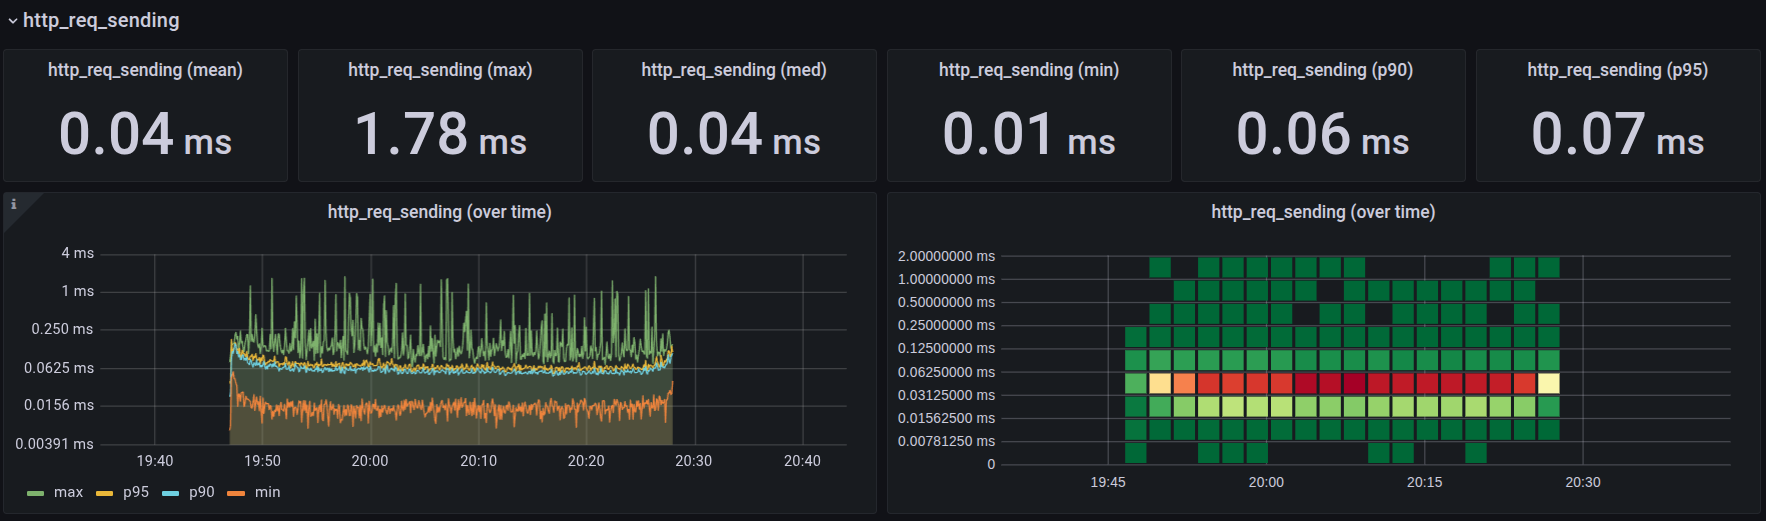 http_req_sending
http_req_sending (mean)
0.04 ms
http_req_sending (max)
1.78 ms
http_req_sending (med)
0.04 ms
http_req_sending (min)
0.01 ms
http_req_sending (p90)
0.06 ms
http_req_sending (p95)
0.07 ms
i
http_req_sending (over time)
4 ms
1 ms
0.250 ms
0.0625 ms
0.0156 ms
0.00391 ms
19:40 19:50 20:00 20:10 20:20 20:30 20:40
max p95 p90 min
http_req_sending (over time)
2.00000000 ms
1.00000000 ms
0.50000000 ms
0.25000000 ms
0.12500000 ms
0.06250000 ms
0.03125000 ms
0.01562500 ms
0.00781250 ms
0
19:45 20:00 20:15 20:30